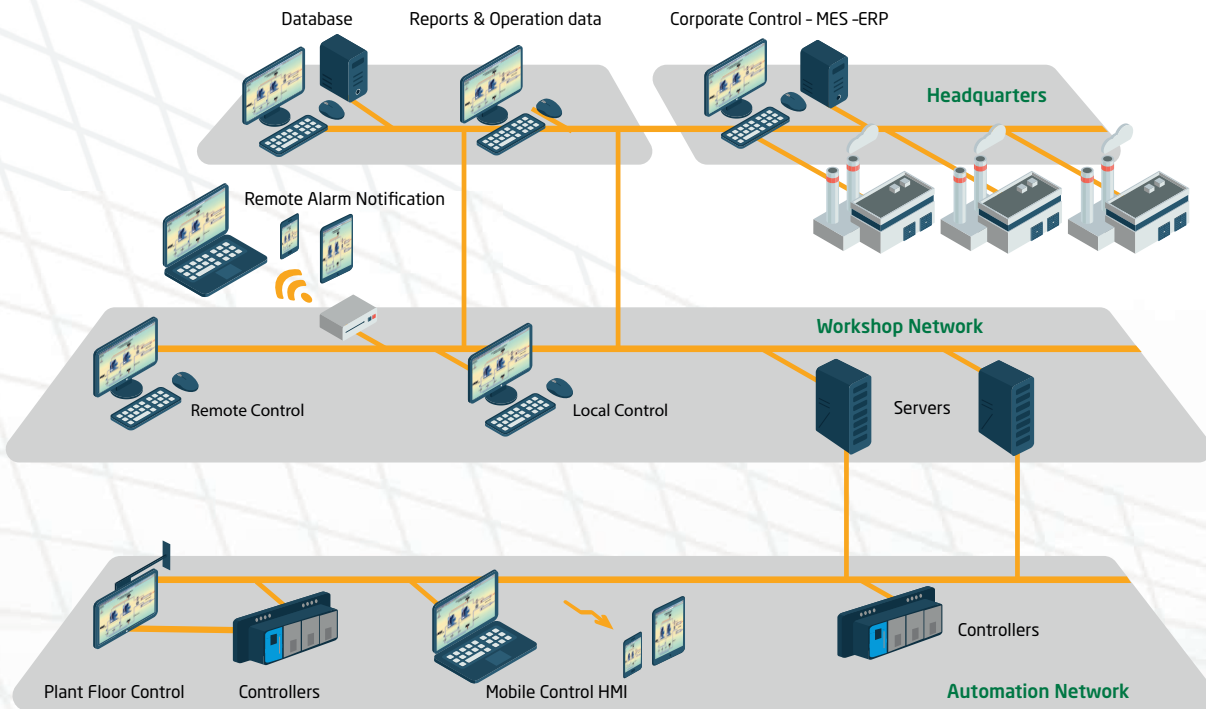 Database
Reports & Operation data
Corporate Control – MES –ERP
Headquarters
Remote Alarm Notification
Workshop Network
Remote Control
Local Control
Servers
Controllers
Plant Floor Control
Controllers
Mobile Control HMI
Automation Network